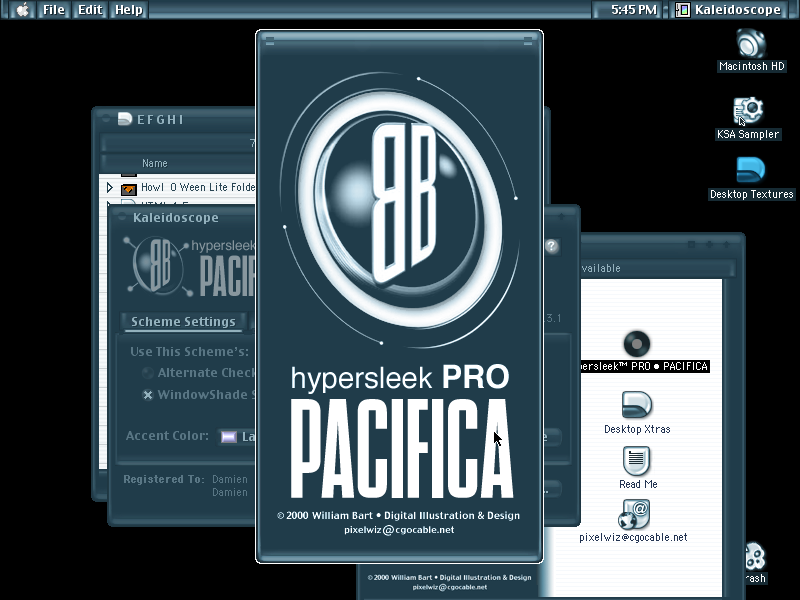 File Edit Help
5:45 PM
Kaleidoscope
Macintosh HD
KSA Sampler
Desktop Textures
EFGHI
7
Name
Howl O Ween Lite Folde
Kaleidoscope
hypersleek
PACIF
Scheme Settings
Use This Scheme's:
Alternate Check
WindowShade S
Accent Color: La
Registered To: Damien
Damien
?
3.1
BB
hypersleek PRO
PACIFICA
© 2000 William Bart • Digital Illustration & Design
pixelwiz@cgocable.net
vailable
ersleek™ PRO • PACIFICA
Desktop Xtras
Read Me
pixelwiz@cgocable.net
rash
© 2000 William Bart • Digital Illustration & Design
pixelwiz@cgocable.net